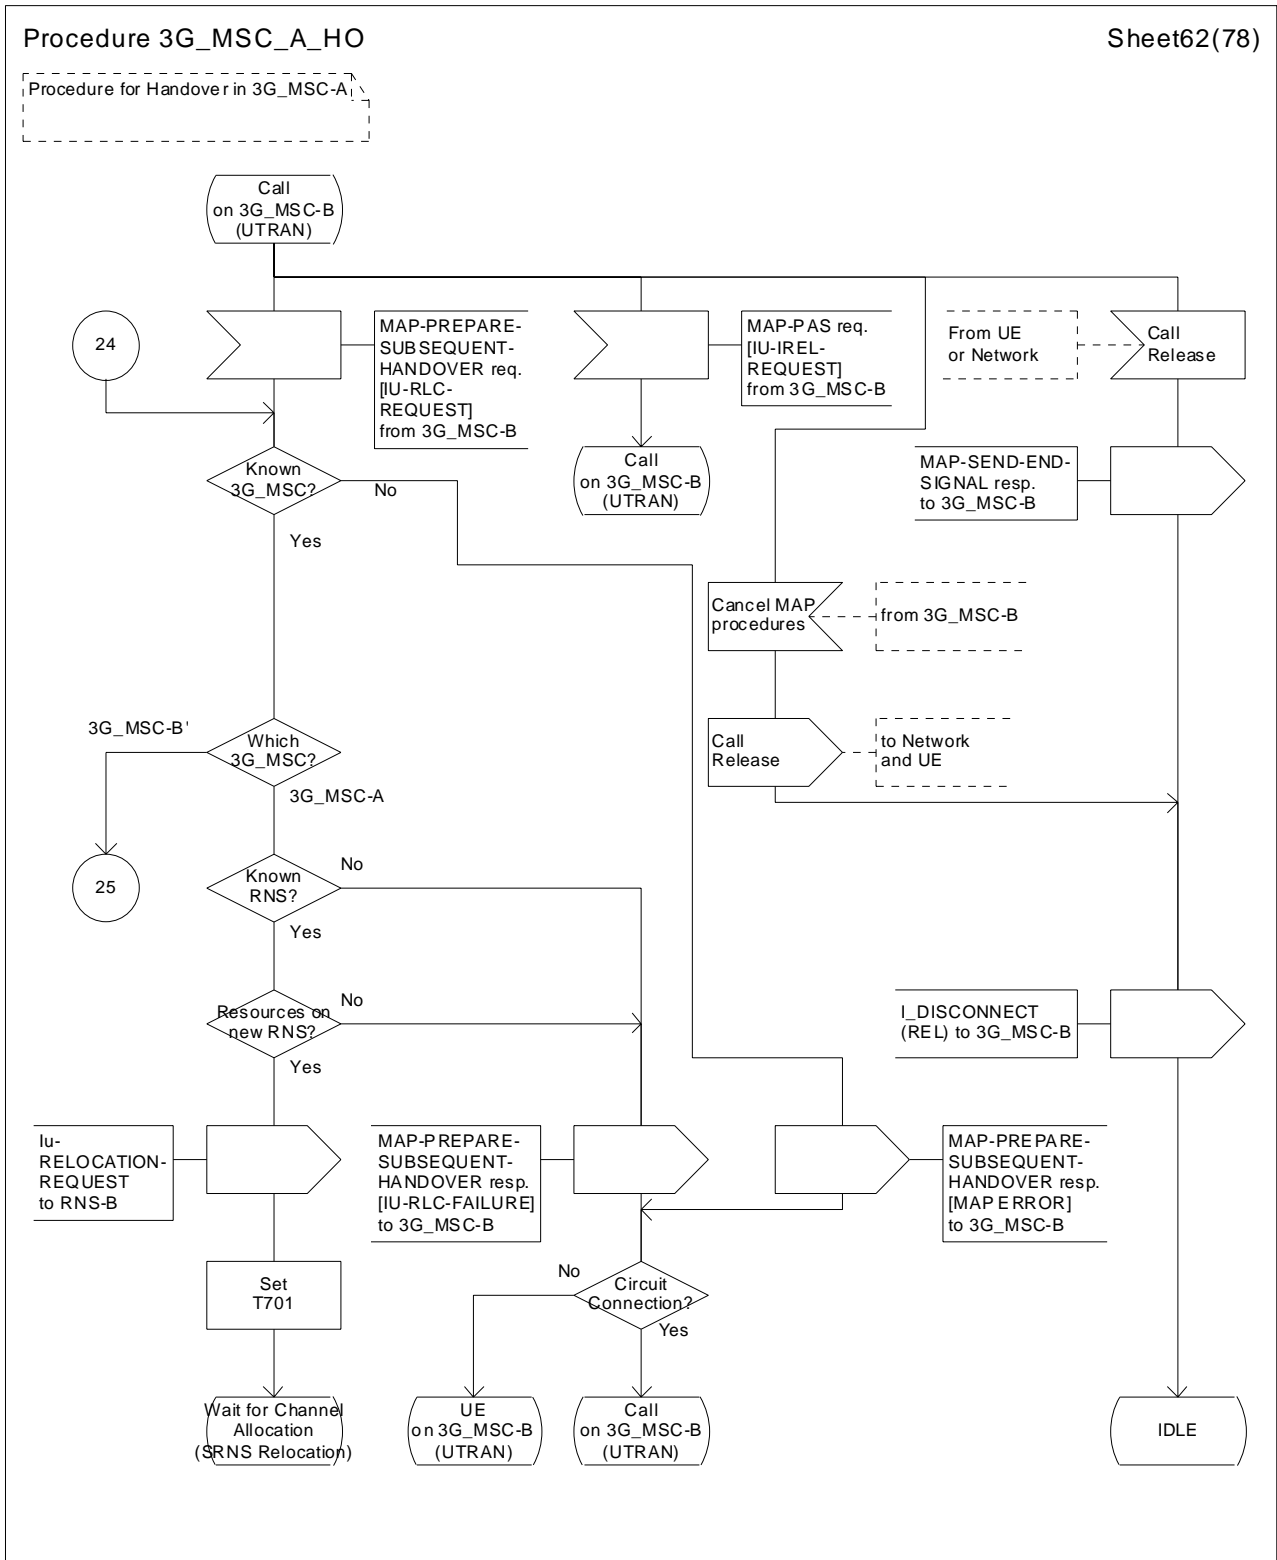 Procedure 3G_MSC_A_HO
Sheet62(78)
Procedure for Handover in 3G_MSC-A
Call
on 3G_MSC-B
(UTRAN)
24
MAP-PREPARE-
SUBSEQUENT-
HANDOVER req.
[IU-RLC-
REQUEST]
from 3G_MSC-B
MAP-PAS req.
[IU-IREL-
REQUEST]
from 3G_MSC-B
From UE
or Network
Call
Release
Known
3G_MSC?
No
Yes
Call
on 3G_MSC-B
(UTRAN)
MAP-SEND-END-
SIGNAL resp.
to 3G_MSC-B
Cancel MAP
procedures
from 3G_MSC-B
3G_MSC-B'
Which
3G_MSC?
3G_MSC-A
Call
Release
to Network
and UE
25
Known
RNS?
No
Yes
Resources on
new RNS?
No
Yes
I_DISCONNECT
(REL) to 3G_MSC-B
Iu-
RELOCATION-
REQUEST
to RNS-B
MAP-PREPARE-
SUBSEQUENT-
HANDOVER resp.
[IU-RLC-FAILURE]
to 3G_MSC-B
MAP-PREPARE-
SUBSEQUENT-
HANDOVER resp.
[MAP ERROR]
to 3G_MSC-B
Set
T701
No
Circuit
Connection?
Yes
Wait for Channel
Allocation
(SRNS Relocation)
UE
on 3G_MSC-B
(UTRAN)
Call
on 3G_MSC-B
(UTRAN)
IDLE